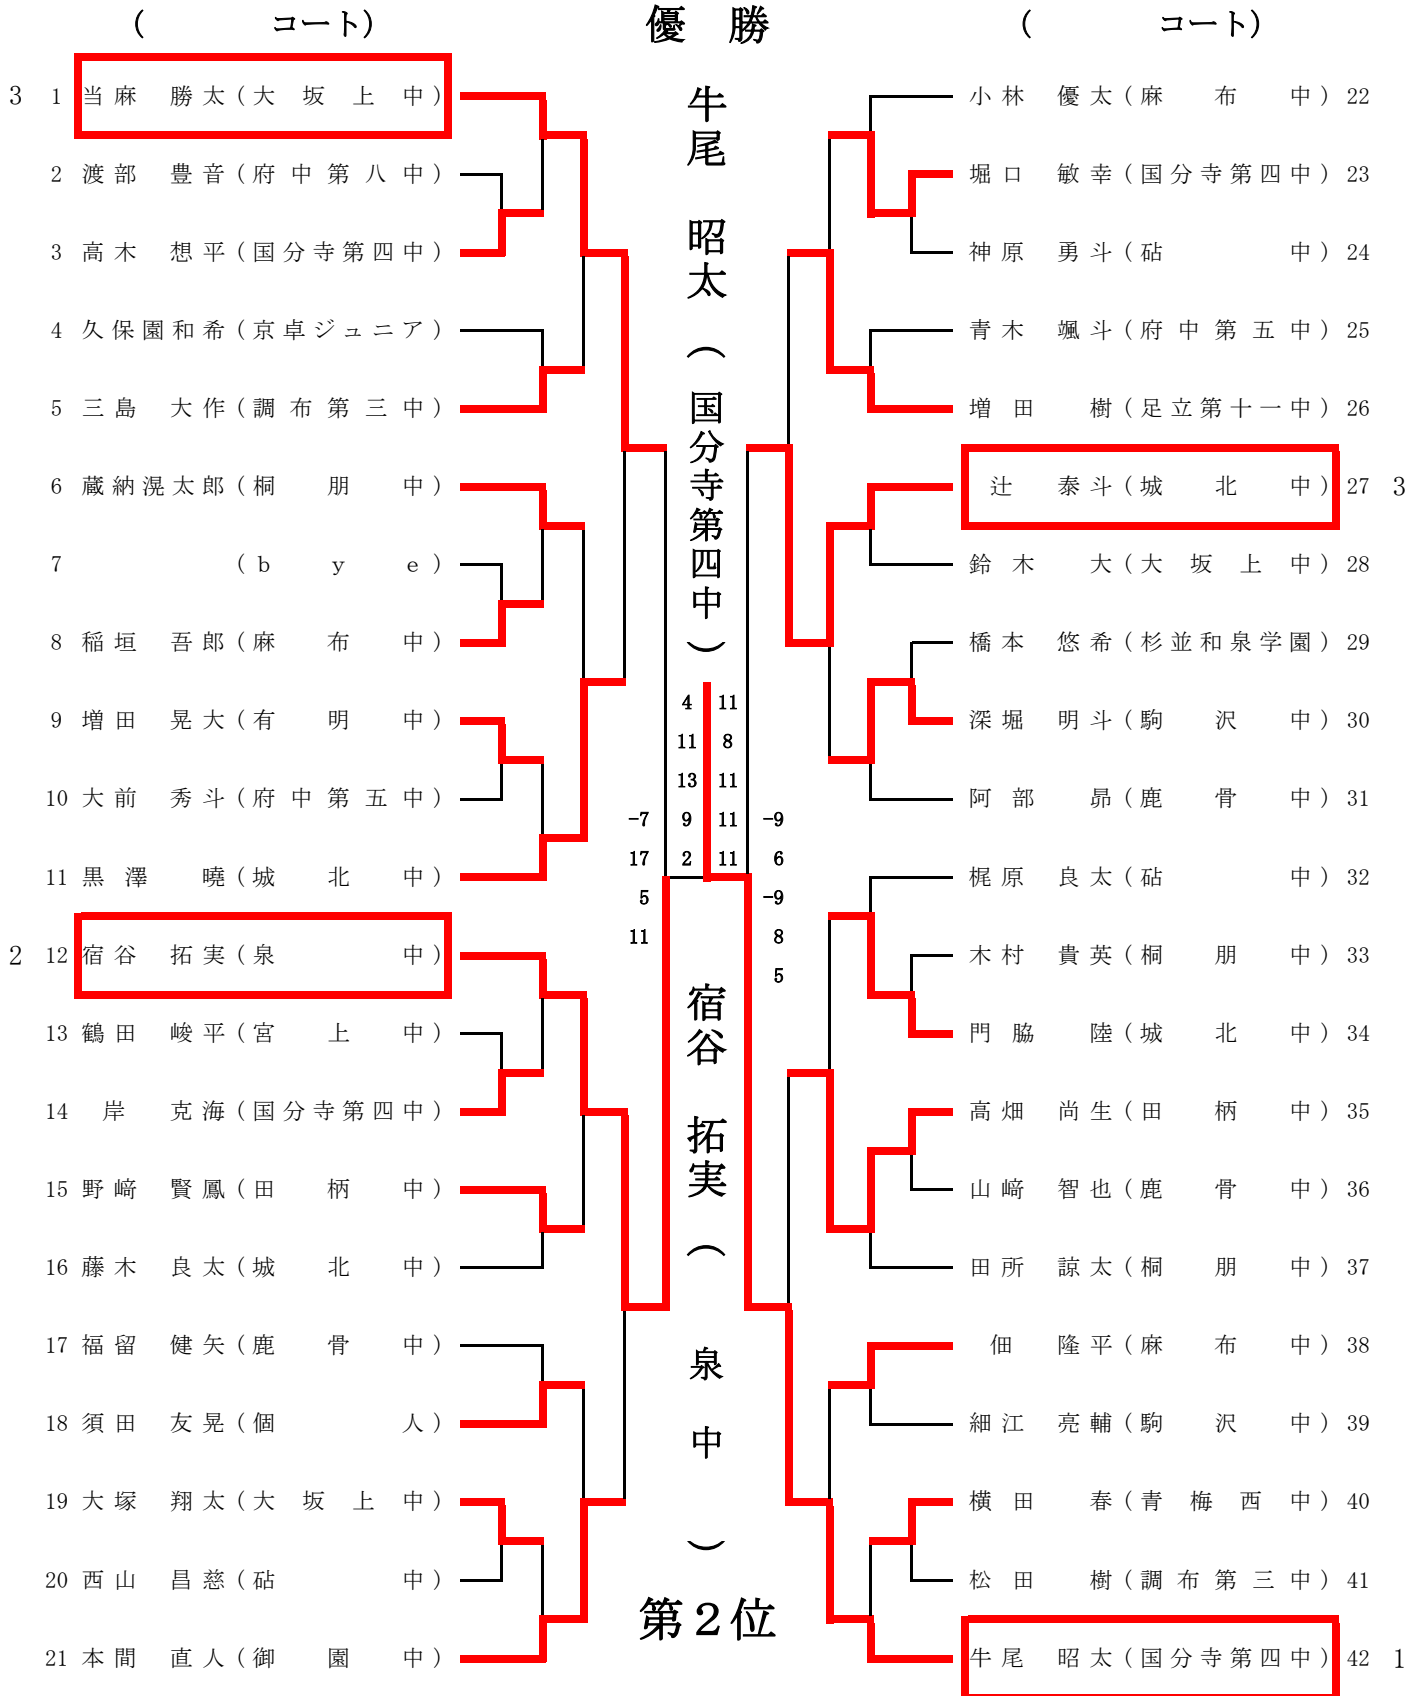 ( コート)
優 勝
( コート)
3 1 当麻 勝太(大坂上中)
2 渡部 豊音(府中第八中)
3 高木 想平(国分寺第四中)
4 久保園和希(京卓ジュニア)
5 三島 大作(調布第三中)
6 蔵納滉太郎(桐朋中)
7 (bye)
8 稲垣 吾郎(麻布中)
9 増田 晃大(有明中)
10 大前 秀斗(府中第五中)
11 黒澤 曉(城北中)
2 12 宿谷 拓実(泉中)
13 鶴田 峻平(宮上中)
14 岸 克海(国分寺第四中)
15 野﨑 賢鳳(田柄中)
16 藤木 良太(城北中)
17 福留 健矢(鹿骨中)
18 須田 友晃(個人)
19 大塚 翔太(大坂上中)
20 西山 昌慈(砧中)
21 本間 直人(御園中)
牛尾 昭太(国分寺第四中)
4 11
11 8
13 11
9 11
2 11
-7
17
5
11
-9
6
-9
8
5
宿谷 拓実(泉中)
第2位
小林 優太(麻布中) 22
堀口 敏幸(国分寺第四中) 23
神原 勇斗(砧中) 24
青木 颯斗(府中第五中) 25
増田 樹(足立第十一中) 26
辻 泰斗(城北中) 27 3
鈴木 大(大坂上中) 28
橋本 悠希(杉並和泉学園) 29
深堀 明斗(駒沢中) 30
阿部 昴(鹿骨中) 31
梶原 良太(砧中) 32
木村 貴英(桐朋中) 33
門脇 陸(城北中) 34
高畑 尚生(田柄中) 35
山﨑 智也(鹿骨中) 36
田所 諒太(桐朋中) 37
佃 隆平(麻布中) 38
細江 亮輔(駒沢中) 39
横田 春(青梅西中) 40
松田 樹(調布第三中) 41
牛尾 昭太(国分寺第四中) 42 1